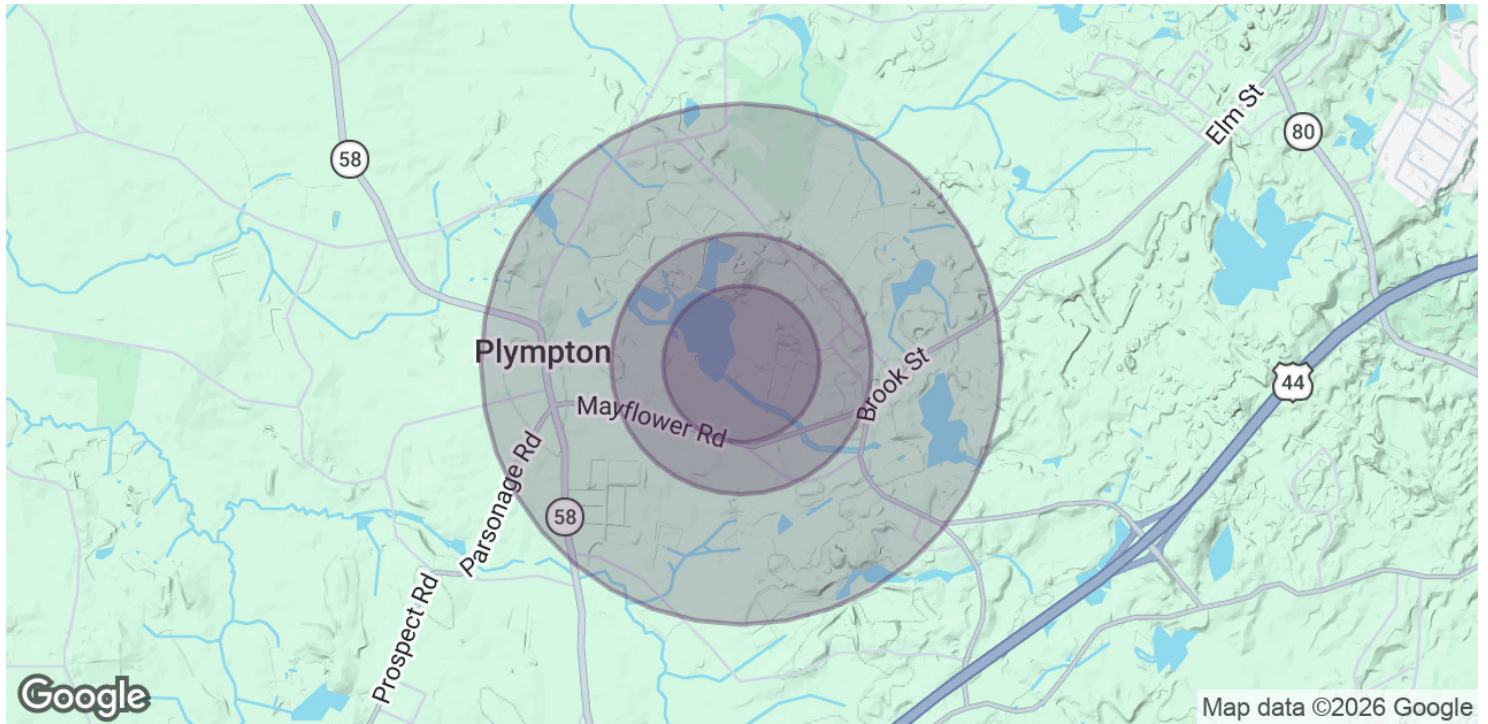 58
Elm St
80
Plympton
44
Brook St
Mayflower Rd
Parsonage Rd
58
Prospect Rd
Google
Map data ©2026 Google